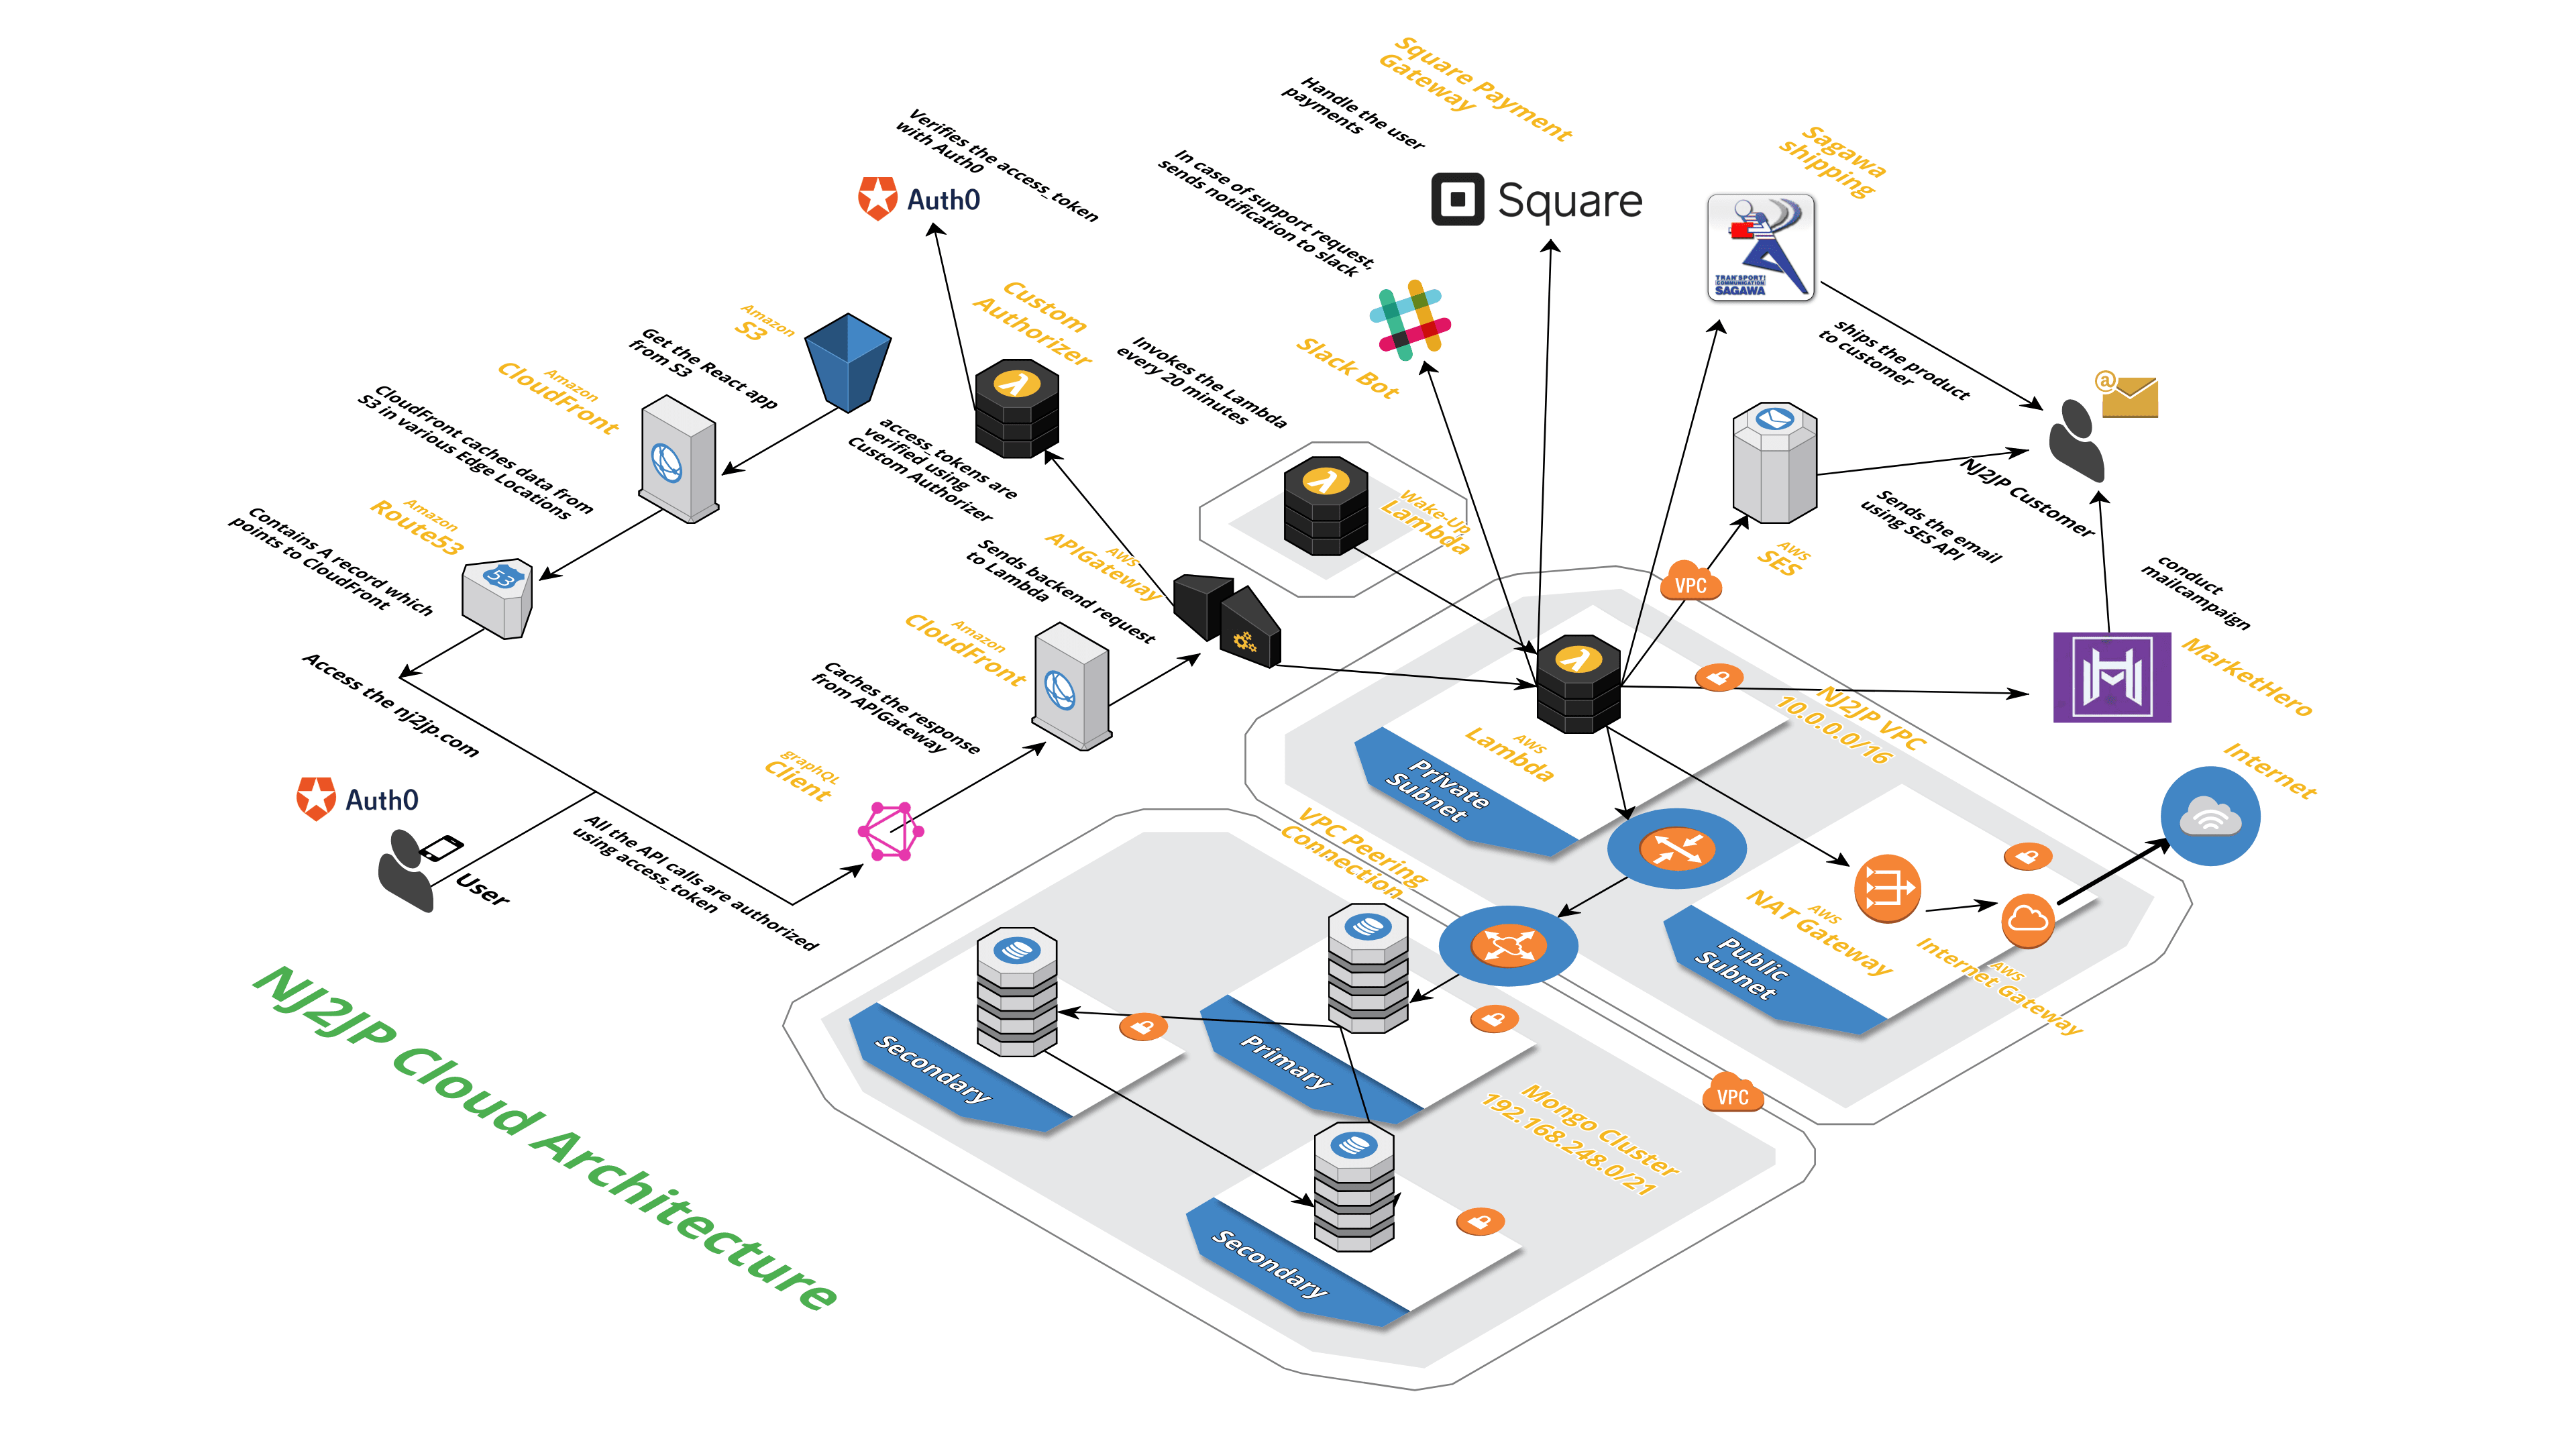 Square Payment
Gateway
Handle the user
payments
Square
Sagawa
shipping
TRANSPORT!
COMMUNICATION
SAGAWA
ships the product
to customer
@
NJ2JP Customer
Verifies the access_token
with Auth0
Auth0
In case of support request,
sends notification to slack
Slack Bot
Custom
Authorizer
Invokes the Lambda
every 20 minutes
Wake-Up
Lambda
Amazon
S3
Get the React app
from S3
Amazon
CloudFront
CloudFront caches data from
S3 in various Edge Locations
Amazon
Route53
53
Contains A record which
points to CloudFront
Access the nj2jp.com
Auth0
User
All the API calls are authorized
using access_token
graphQL
Client
Caches the response
from APIGateway
Amazon
CloudFront
Sends backend request
to Lambda
AWS
APIGateway
access_tokens are
verified using
Custom Authorizer
AWS
SES
Sends the email
using SES API
VPC
conduct
mailcampaign
MarketHero
NJ2JP VPC
10.0.0.0/16
AWS
Lambda
Private
Subnet
Internet
AWS
NAT Gateway
AWS
Internet Gateway
Public
Subnet
VPC Peering
Connection
Secondary
Primary
Secondary
Mongo Cluster
192.168.248.0/21
VPC
NJ2JP Cloud Architecture